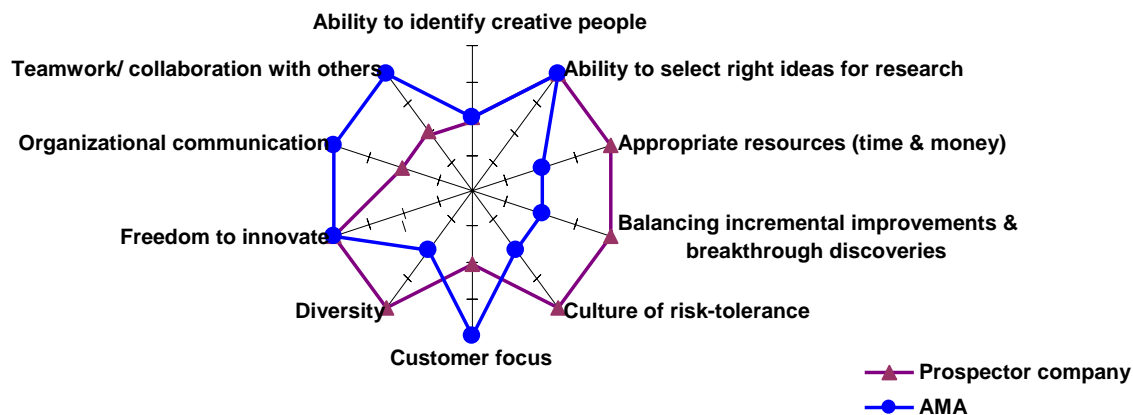 Ability to identify creative people
Teamwork/ collaboration with others
Ability to select right ideas for research
Organizational communication
Appropriate resources (time & money)
Freedom to innovate
Balancing incremental improvements &
breakthrough discoveries
Diversity
Culture of risk-tolerance
Customer focus
Prospector company
AMA